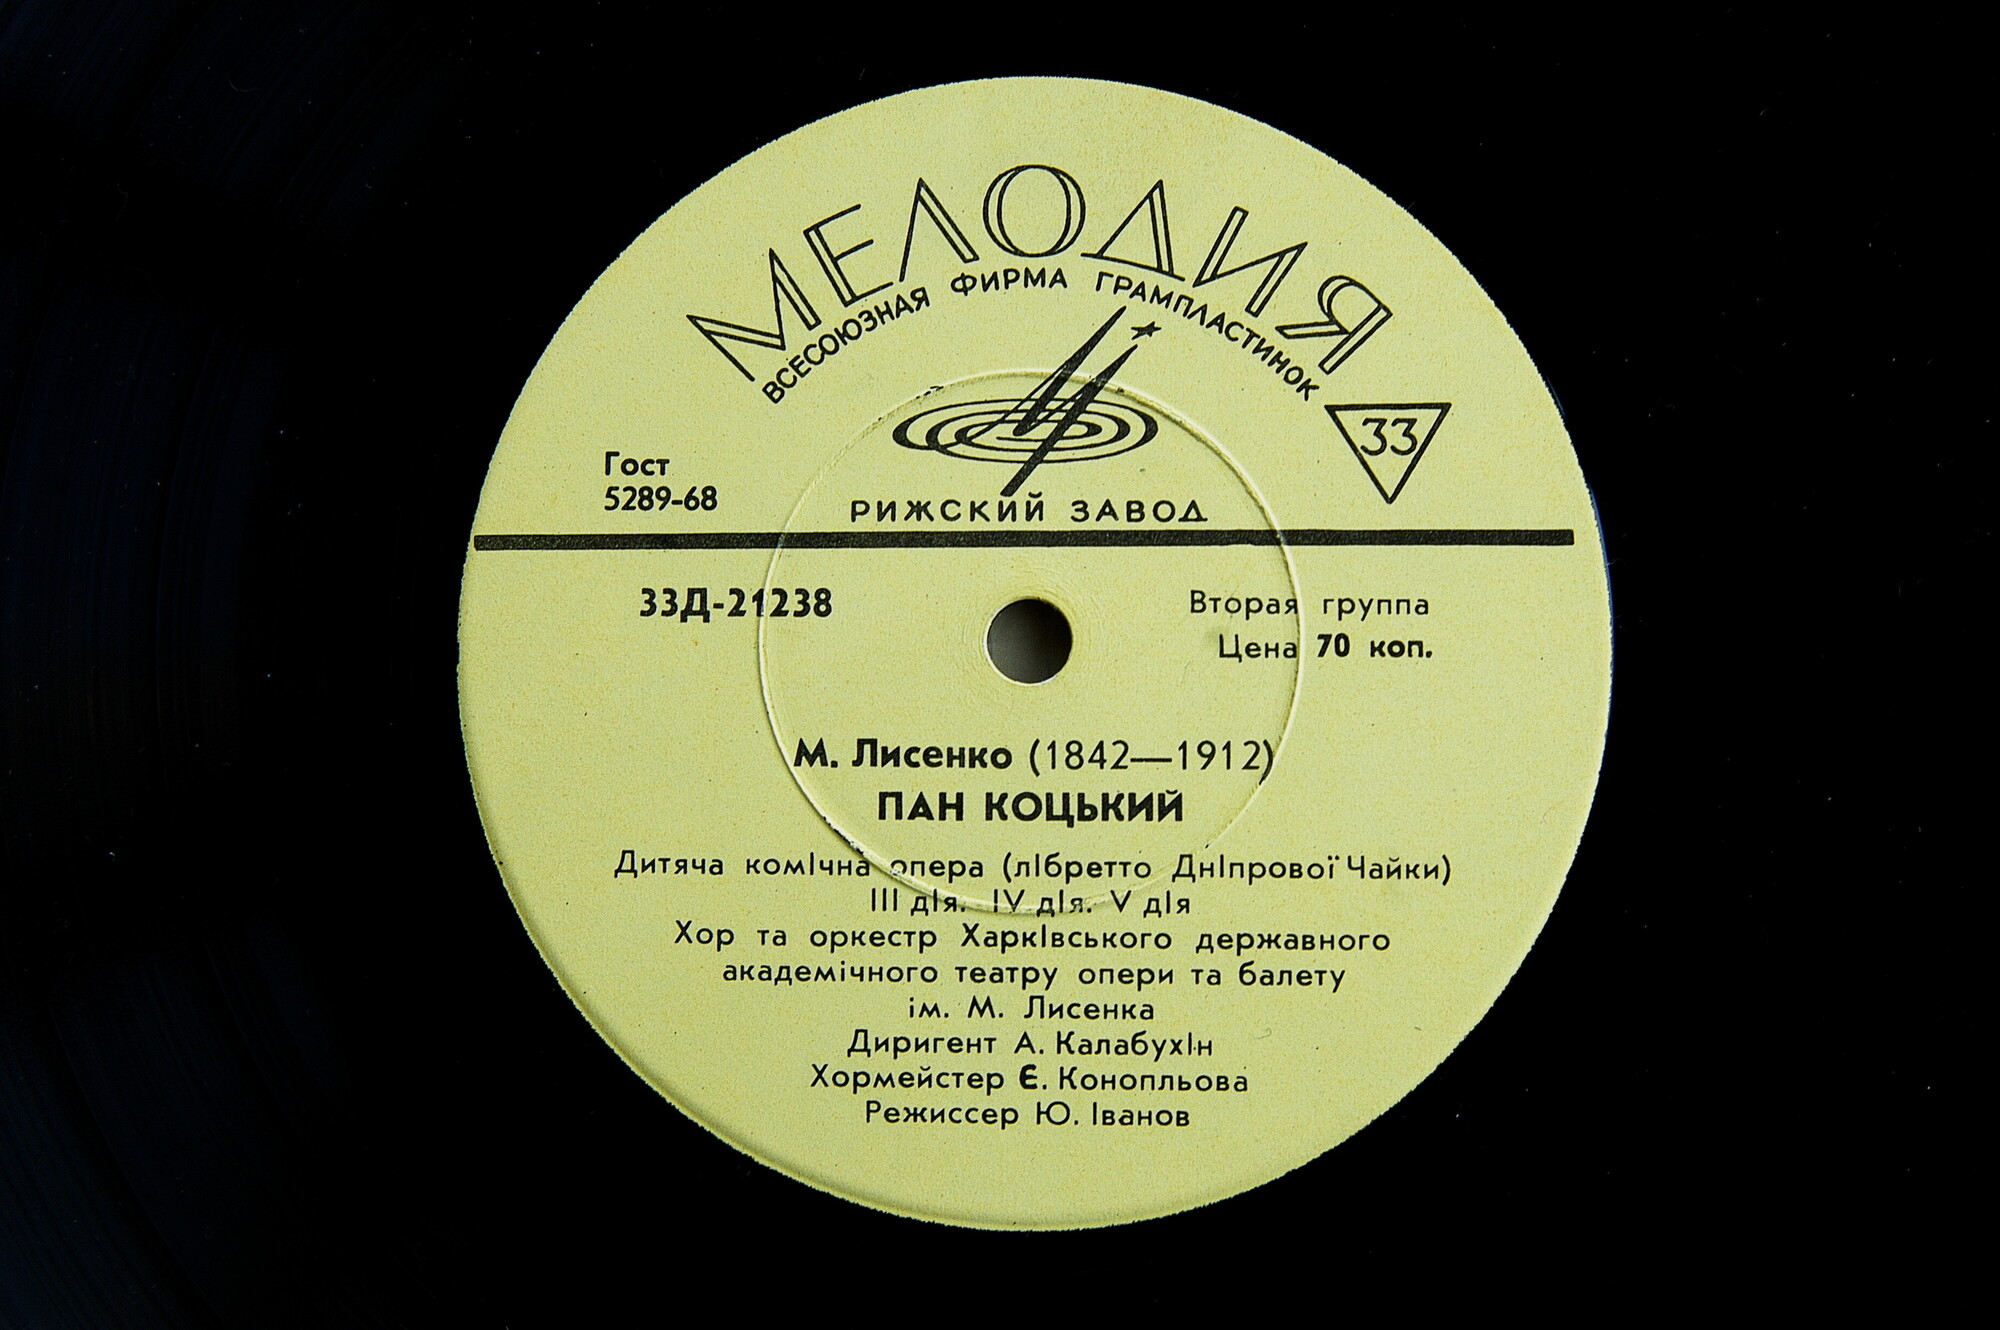 МЕЛОДИЯ
ВСЕСОЮЗНАЯ ФИРМА ГРАМПЛАСТИНОК
33
Гост
5289-68
РИЖСКИЙ ЗАВОД
33Д-21238
Вторая группа
Цена 70 коп.
М. Лисенко (1842—1912)
ПАН КОЦЬКИЙ
Дитяча комічна опера (лібретто Дніпрової Чайки)
III дія. IV дія. V дія
Хор та оркестр Харківського державного
академічного театру опери та балету
ім. М. Лисенка
Диригент А. Калабухін
Хормейстер Є. Конопльова
Режиссер Ю. Іванов